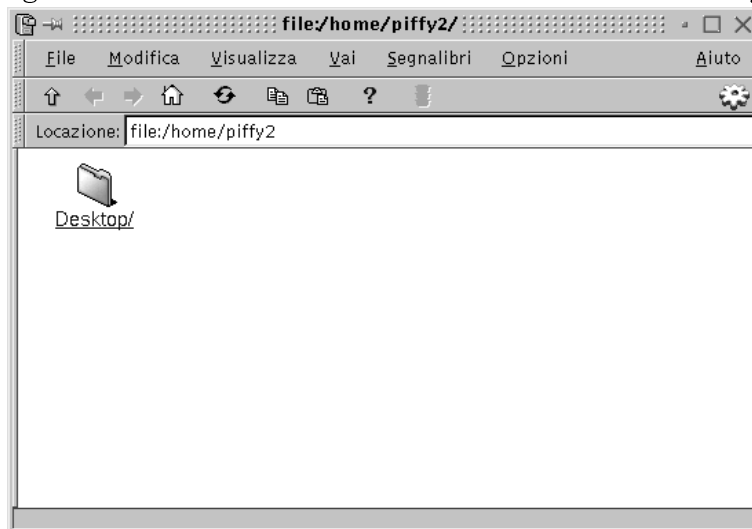 file:/home/piffy2/
File Modifica Visualizza Vai Segnalibri Opzioni Aiuto
?
Locazione: file:/home/piffy2
Desktop/